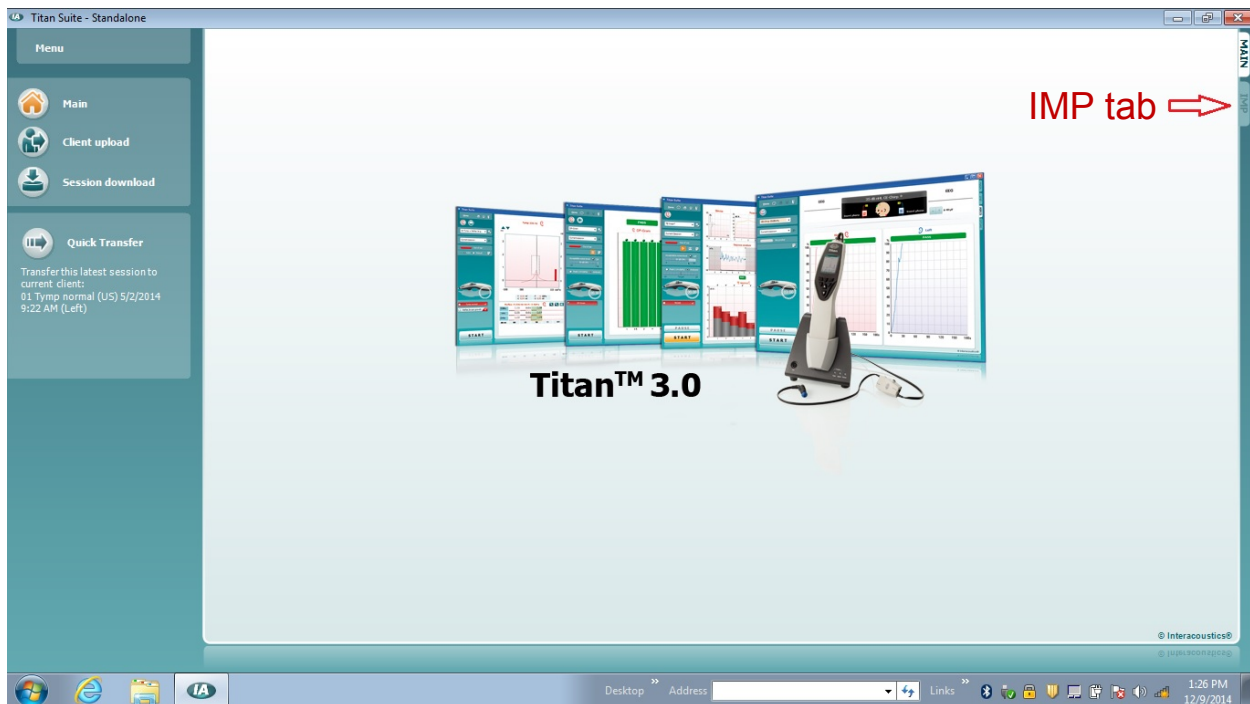 Titan Suite - Standalone
Menu
MAIN
IMP
IMP tab
Main
Client upload
Session download
Quick Transfer
Transfer this latest session to
current client:
01 Tymp normal (US) 5/2/2014
9:22 AM (Left)
START
START
START
START
Titan™ 3.0
© Interacoustics®
Desktop
Address
Links
1:26 PM
12/9/2014